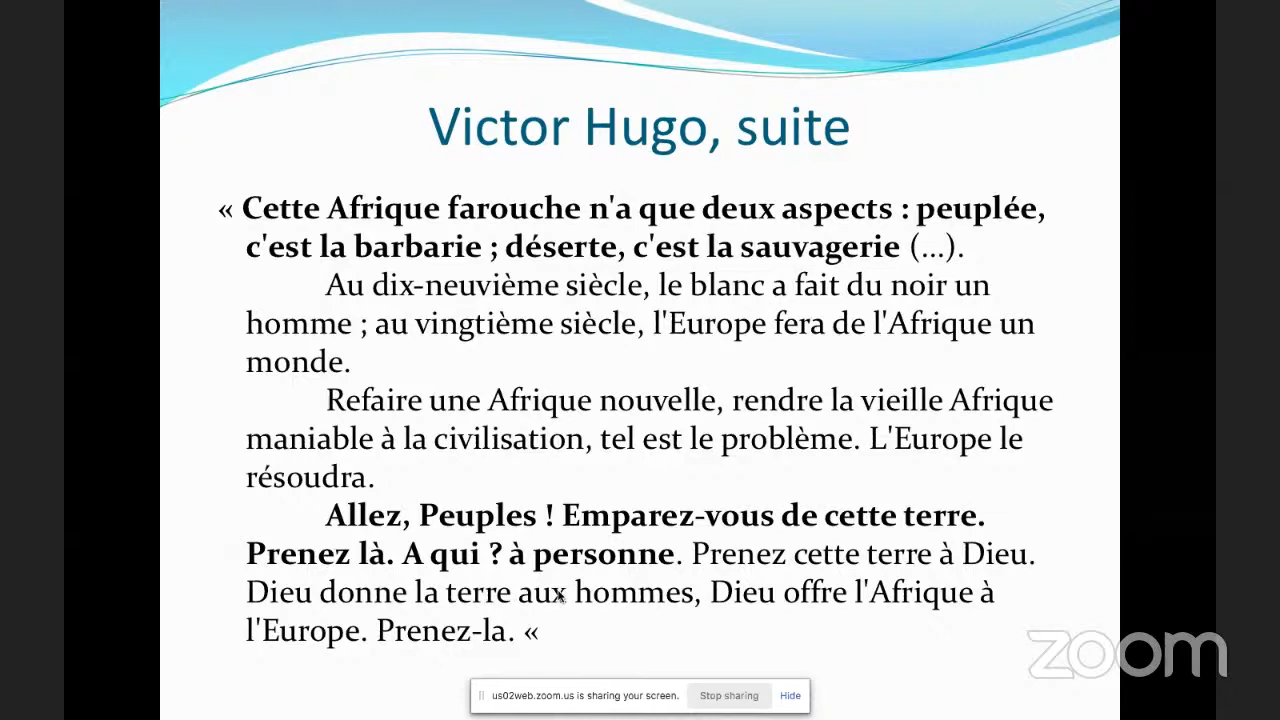 Victor Hugo, suite
« Cette Afrique farouche n'a que deux aspects : peuplée,
c'est la barbarie ; déserte, c'est la sauvagerie (...).
Au dix-neuvième siècle, le blanc a fait du noir un
homme ; au vingtième siècle, l'Europe fera de l'Afrique un
monde.
Refaire une Afrique nouvelle, rendre la vieille Afrique
maniable à la civilisation, tel est le problème. L'Europe le
résoudra.
Allez, Peuples ! Emparez-vous de cette terre.
Prenez là. A qui ? à personne. Prenez cette terre à Dieu.
Dieu donne la terre aux hommes, Dieu offre l'Afrique à
l'Europe. Prenez-la. «
zoom
us02web.zoom.us is sharing your screen. Stop sharing Hide